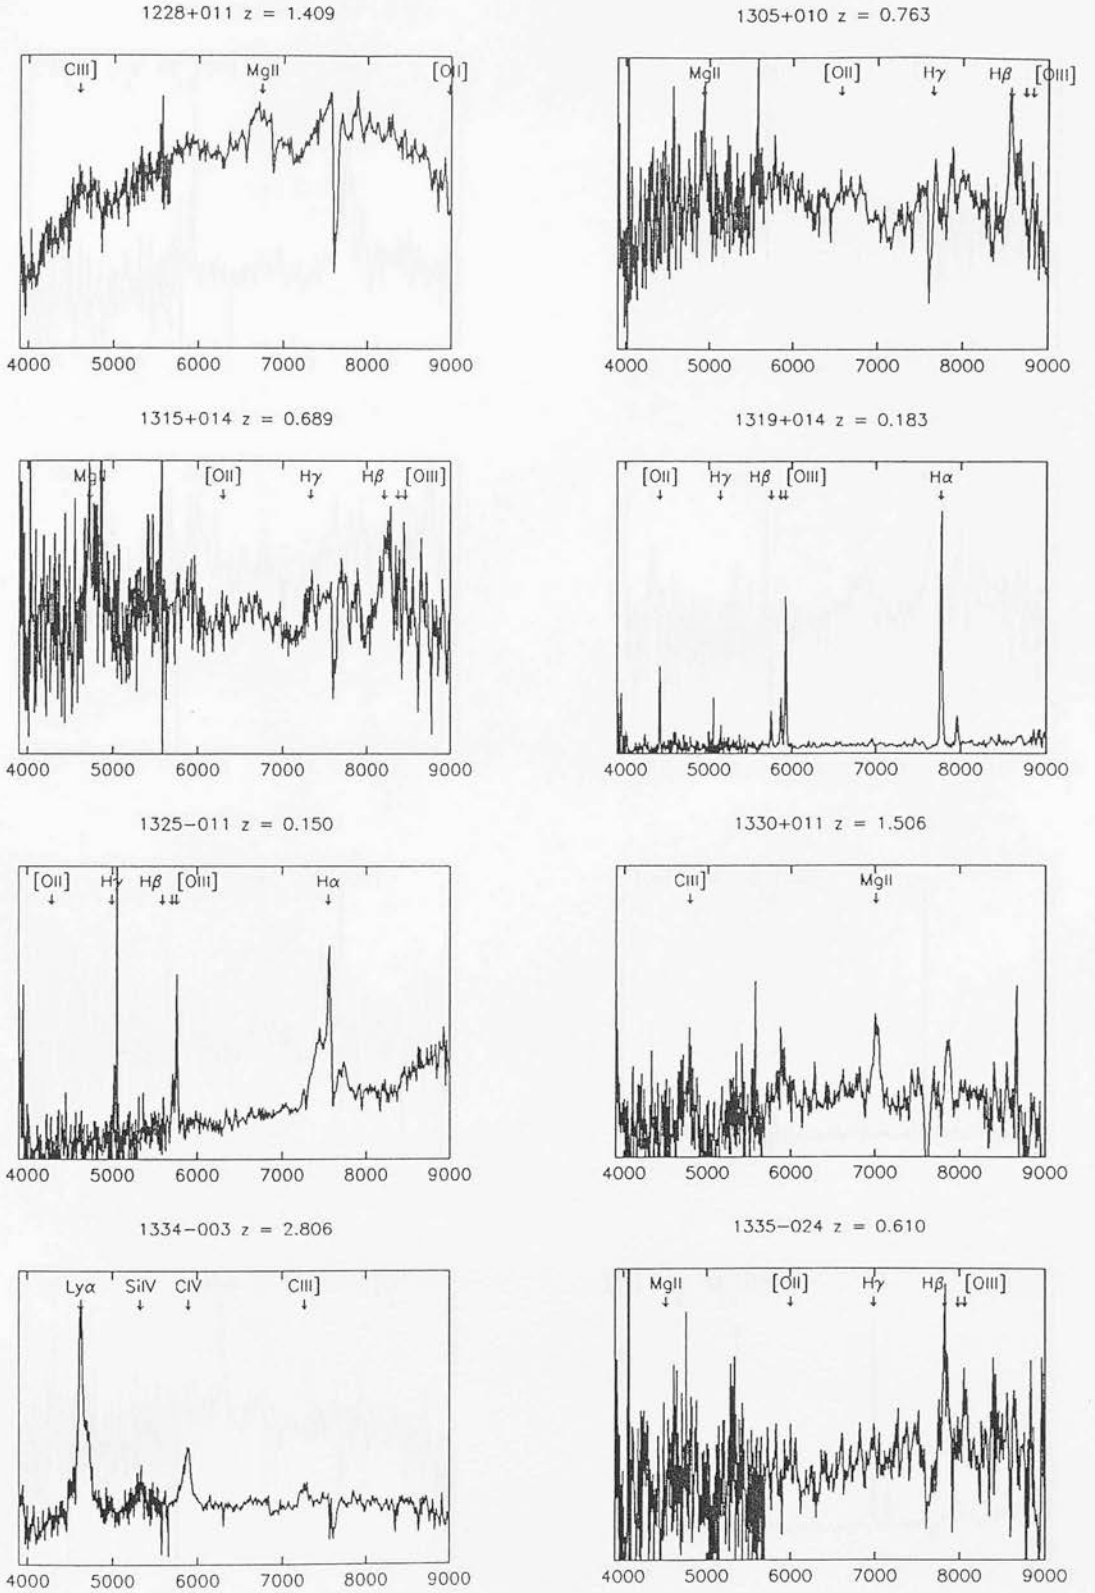 1228+011 z = 1.409
CIII] MgII [OII]
4000 5000 6000 7000 8000 9000
1305+010 z = 0.763
MgII [OII] Hγ Hβ [OIII]
4000 5000 6000 7000 8000 9000
1315+014 z = 0.689
MgII [OII] Hγ Hβ [OIII]
4000 5000 6000 7000 8000 9000
1319+014 z = 0.183
[OII] Hγ Hβ [OIII] Hα
4000 5000 6000 7000 8000 9000
1325−011 z = 0.150
[OII] Hγ Hβ [OIII] Hα
4000 5000 6000 7000 8000 9000
1330+011 z = 1.506
CIII] MgII
4000 5000 6000 7000 8000 9000
1334−003 z = 2.806
Lyα SiIV CIV CIII]
4000 5000 6000 7000 8000 9000
1335−024 z = 0.610
MgII [OII] Hγ Hβ [OIII]
4000 5000 6000 7000 8000 9000